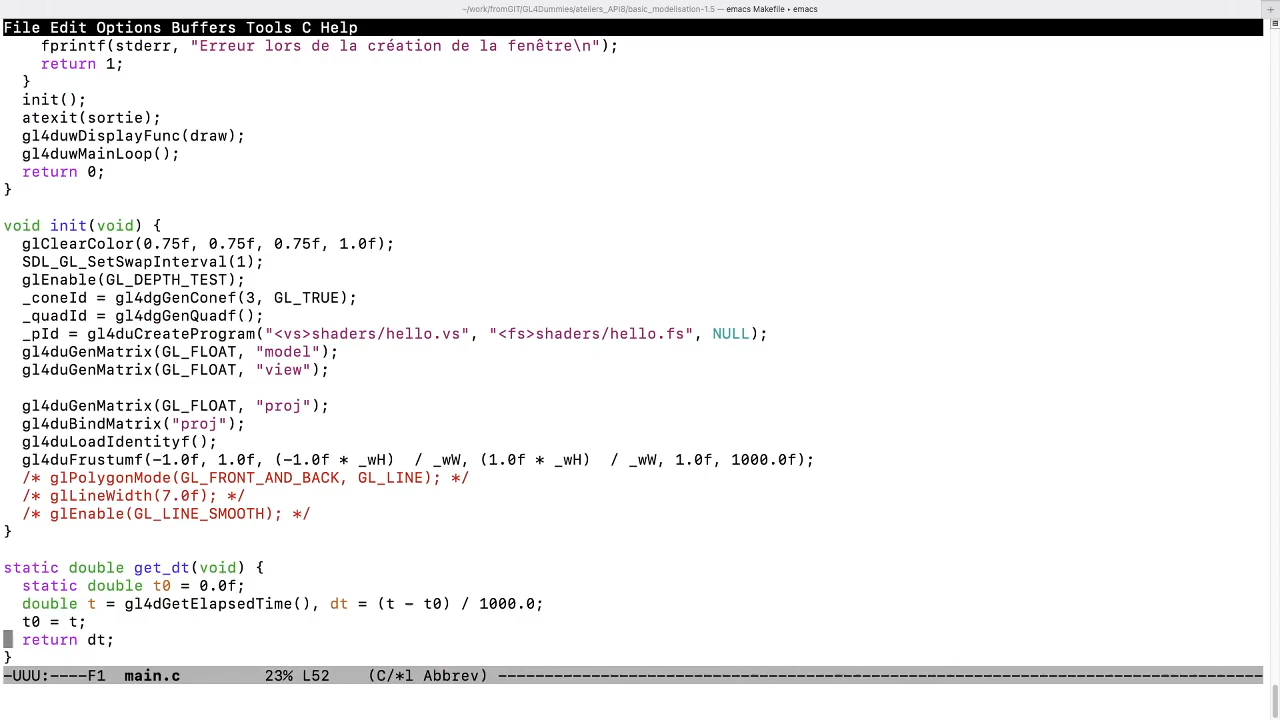 ~/work/fromGIT/GL4Dummies/ateliers_API8/basic_modelisation-1.5 — emacs Makefile • emacs
File Edit Options Buffers Tools C Help
    fprintf(stderr, "Erreur lors de la création de la fenêtre\n");
    return 1;
  }
  init();
  atexit(sortie);
  gl4duwDisplayFunc(draw);
  gl4duwMainLoop();
  return 0;
}

void init(void) {
  glClearColor(0.75f, 0.75f, 0.75f, 1.0f);
  SDL_GL_SetSwapInterval(1);
  glEnable(GL_DEPTH_TEST);
  _coneId = gl4dgGenConef(3, GL_TRUE);
  _quadId = gl4dgGenQuadf();
  _pId = gl4duCreateProgram("<vs>shaders/hello.vs", "<fs>shaders/hello.fs", NULL);
  gl4duGenMatrix(GL_FLOAT, "model");
  gl4duGenMatrix(GL_FLOAT, "view");

  gl4duGenMatrix(GL_FLOAT, "proj");
  gl4duBindMatrix("proj");
  gl4duLoadIdentityf();
  gl4duFrustumf(-1.0f, 1.0f, (-1.0f * _wH)  / _wW, (1.0f * _wH)  / _wW, 1.0f, 1000.0f);
  /* glPolygonMode(GL_FRONT_AND_BACK, GL_LINE); */
  /* glLineWidth(7.0f); */
  /* glEnable(GL_LINE_SMOOTH); */
}

static double get_dt(void) {
  static double t0 = 0.0f;
  double t = gl4dGetElapsedTime(), dt = (t - t0) / 1000.0;
  t0 = t;
  return dt;
}
-UUU:----F1  main.c         23% L52    (C/*l Abbrev) -----------------------------------------------------------------------------------